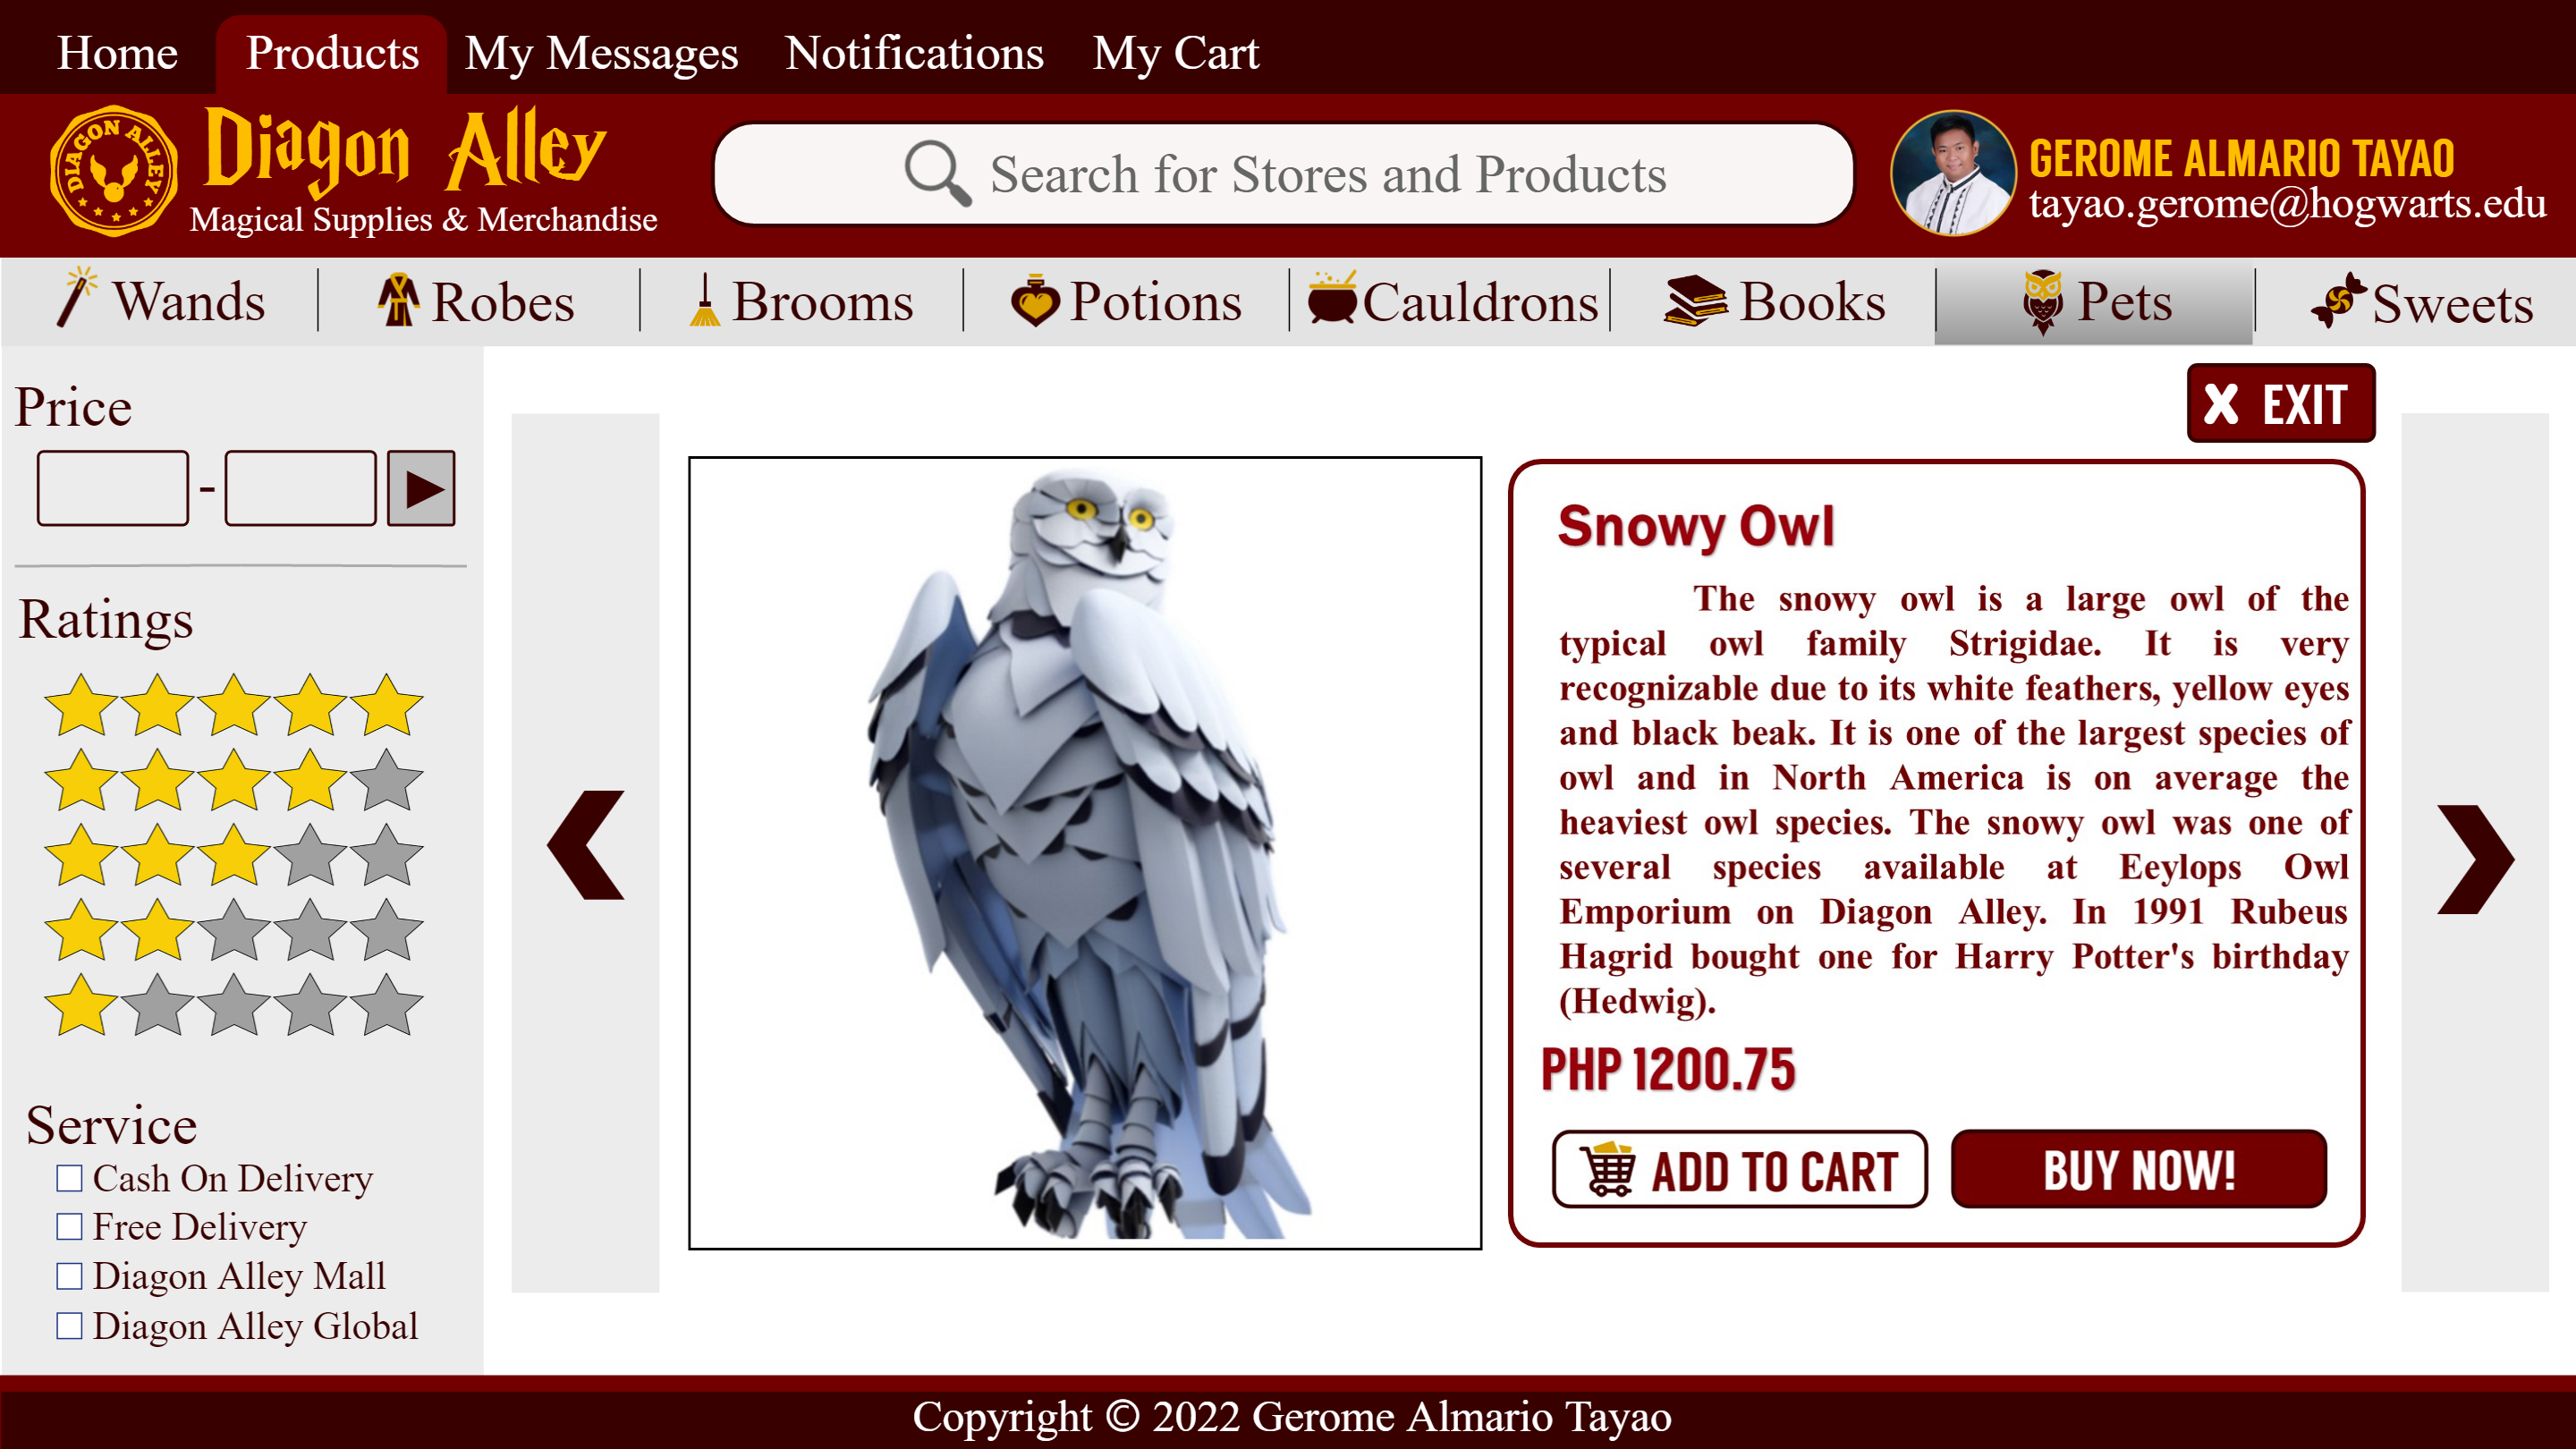 Home Products My Messages Notifications My Cart
DIAGON ALLEY
Diagon Alley
Magical Supplies & Merchandise
Search for Stores and Products
GEROME ALMARIO TAYAO
tayao.gerome@hogwarts.edu
Wands Robes Brooms Potions Cauldrons Books Pets Sweets
Price
-
Ratings
Service
Cash On Delivery
Free Delivery
Diagon Alley Mall
Diagon Alley Global
X EXIT
Snowy Owl
The snowy owl is a large owl of the
typical owl family Strigidae. It is very
recognizable due to its white feathers, yellow eyes
and black beak. It is one of the largest species of
owl and in North America is on average the
heaviest owl species. The snowy owl was one of
several species available at Eeylops Owl
Emporium on Diagon Alley. In 1991 Rubeus
Hagrid bought one for Harry Potter's birthday
(Hedwig).
PHP 1200.75
ADD TO CART
BUY NOW!
Copyright © 2022 Gerome Almario Tayao